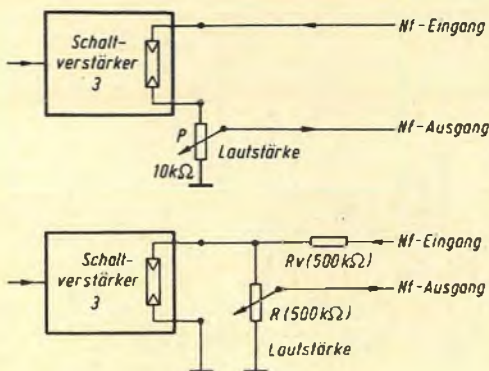 Schalt-
verstärker
3
Nf-Eingang
P
10kΩ
Lautstärke
Nf-Ausgang
Schalt-
verstärker
3
Nf-Eingang
Rv (500kΩ)
Nf-Ausgang
R (500kΩ)
Lautstärke